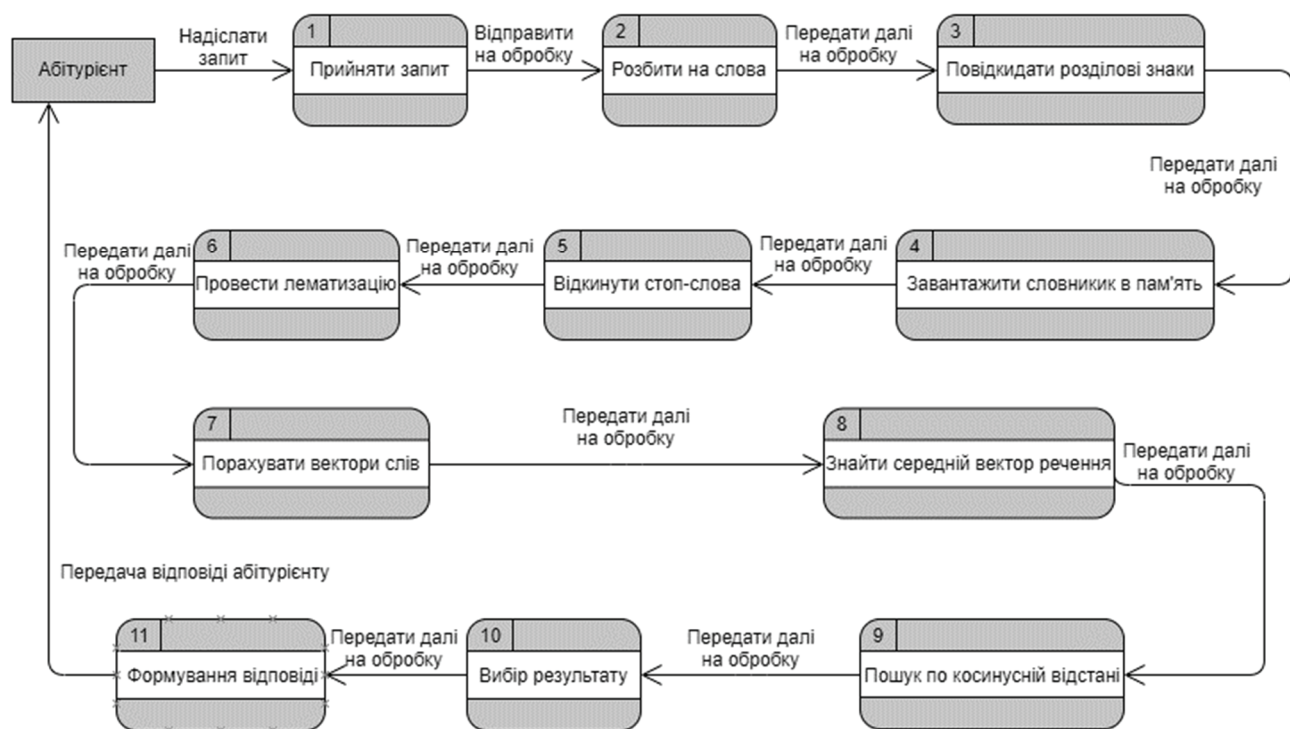 Абітурієнт
Надіслати
запит
1
Прийняти запит
Відправити
на обробку
2
Розбити на слова
Передати далі
на обробку
3
Повідкидати розділові знаки
Передати далі
на обробку
4
Завантажити словникик в пам'ять
Передати далі
на обробку
5
Відкинути стоп-слова
Передати далі
на обробку
6
Провести лематизацію
Передати далі
на обробку
7
Порахувати вектори слів
Передати далі
на обробку
8
Знайти середній вектор речення
Передати далі
на обробку
9
Пошук по косинусній відстані
Передати далі
на обробку
10
Вибір результату
Передати далі
на обробку
11
Формування відповіді
Передача відповіді абітурієнту